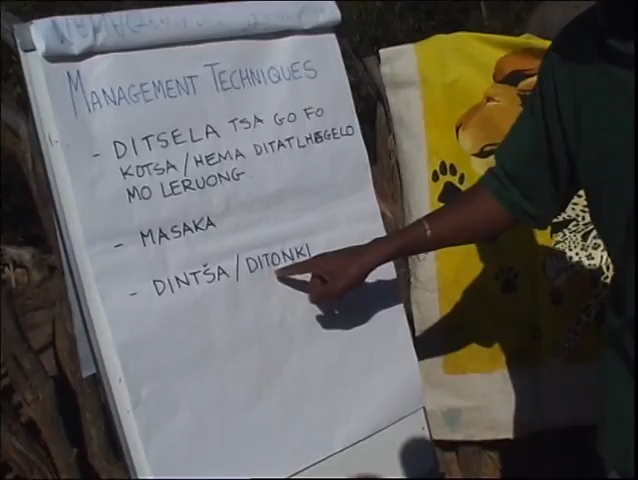 MANAGEMENT TECHNIQUES
- DITSELA TSA GO FO
KOTSA/HEMA DITATLHEGELO
MO LERUONG
- MASAKA
- DINTŠA/DITONKI